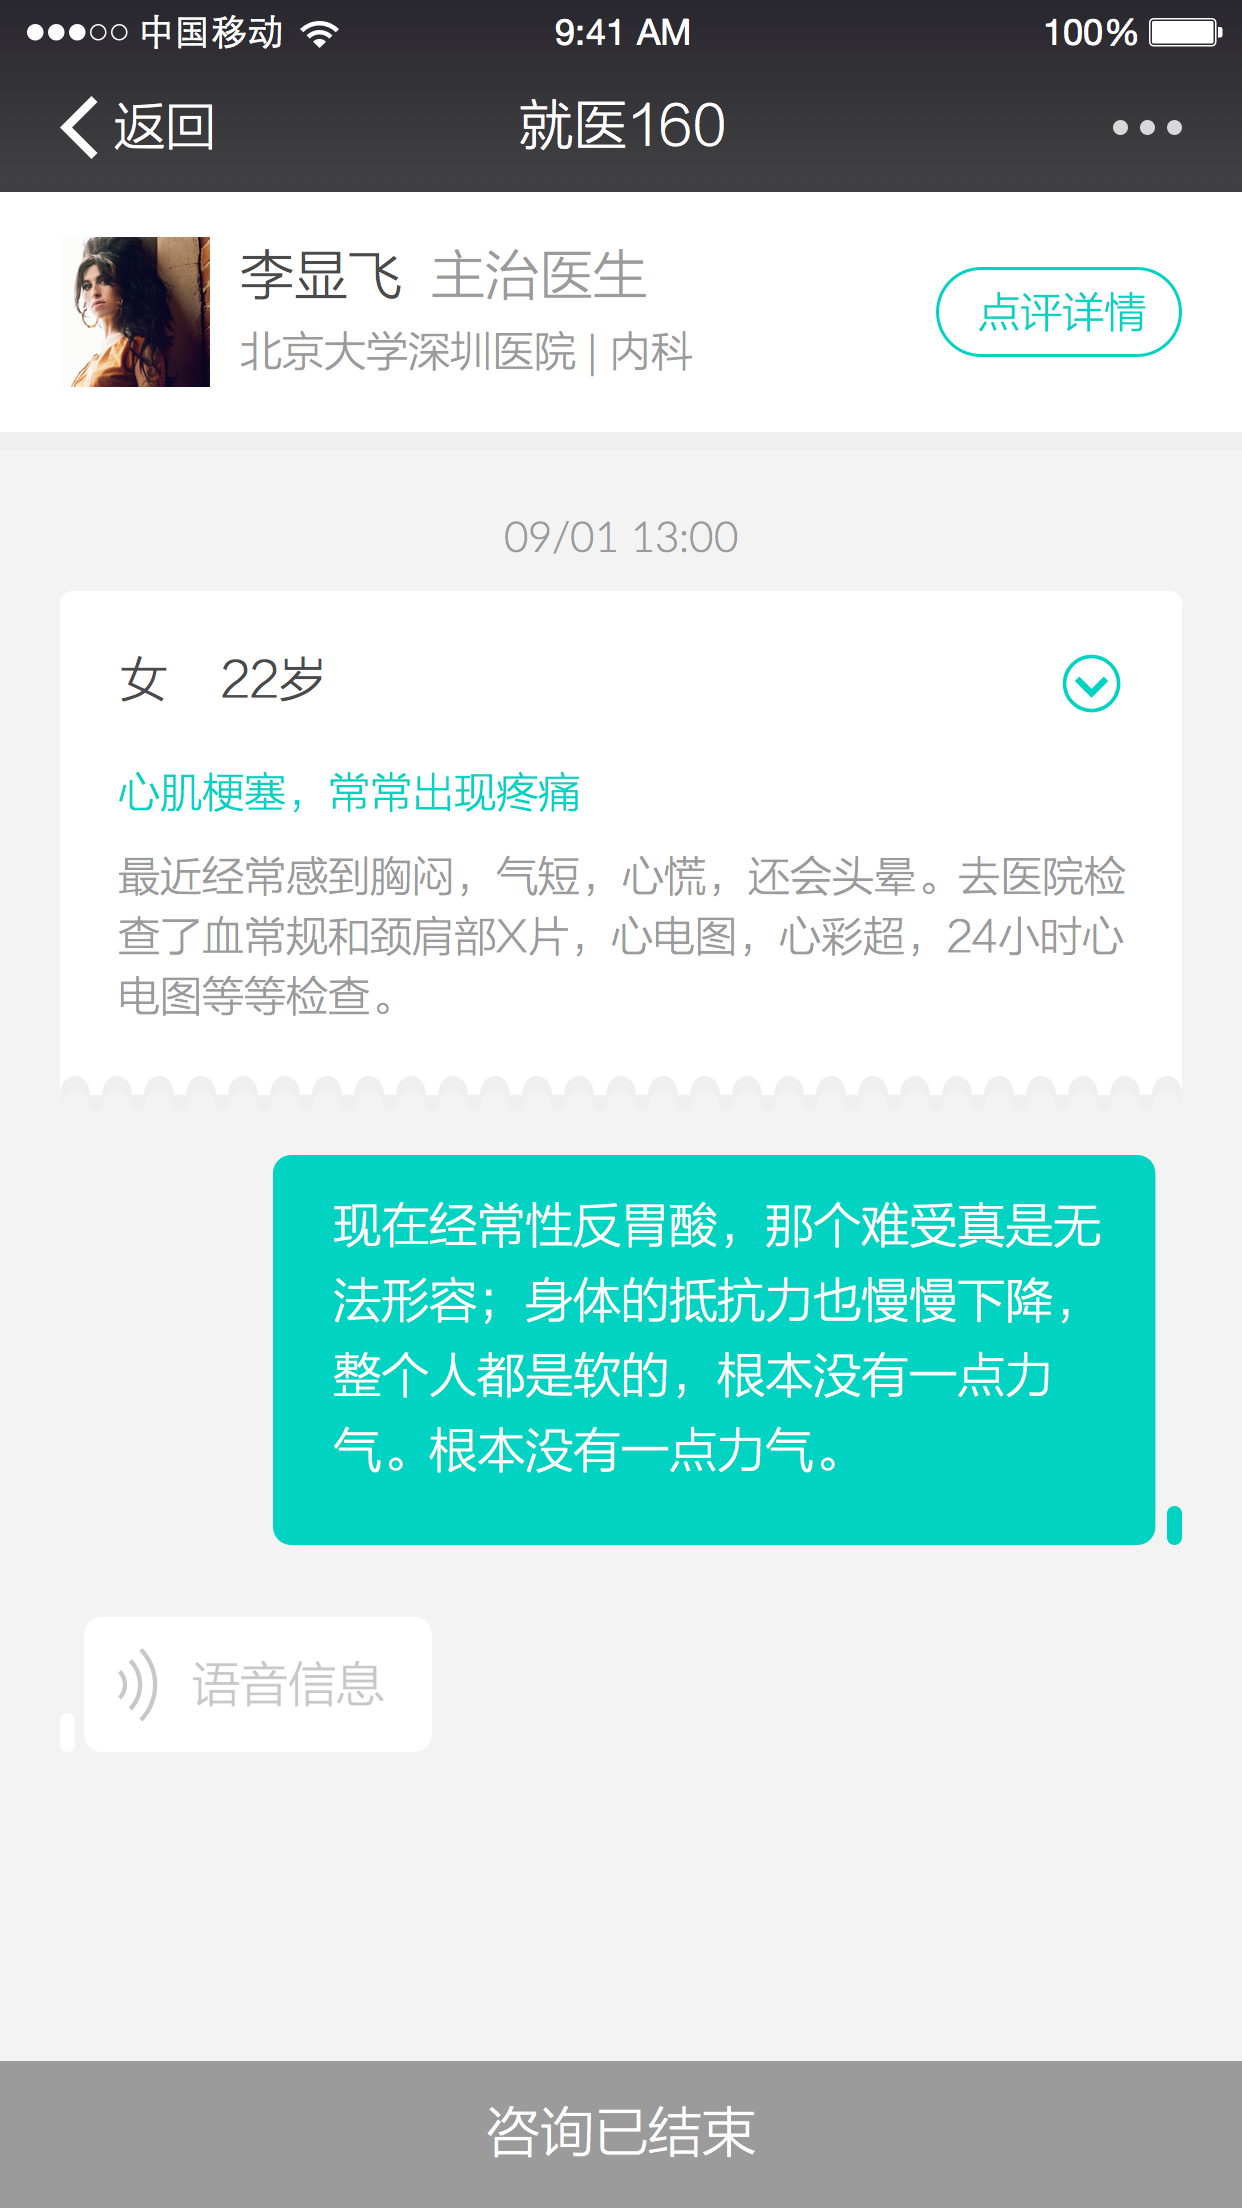 中国移动 9:41 AM 100%
返回 就医160
李显飞 主治医生
北京大学深圳医院 | 内科
点评详情
09/01 13:00
女 22岁
心肌梗塞，常常出现疼痛
最近经常感到胸闷，气短，心慌，还会头晕。去医院检
查了血常规和颈肩部X片，心电图，心彩超，24小时心
电图等等检查。
现在经常性反胃酸，那个难受真是无
法形容；身体的抵抗力也慢慢下降，
整个人都是软的，根本没有一点力
气。根本没有一点力气。
语音信息
咨询已结束